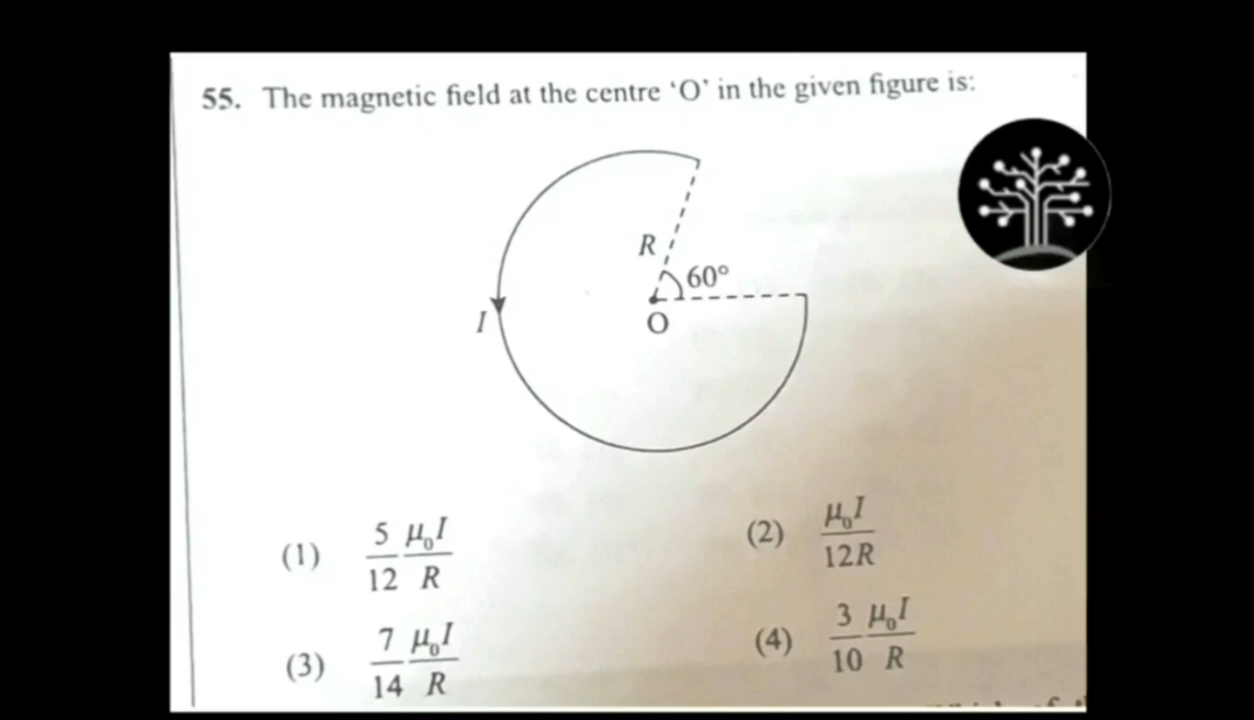 55. The magnetic field at the centre ‘O’ in the given figure is:
R
60°
I
O
(1) 5/12 μ₀I/R
(2) μ₀I/12R
(3) 7/14 μ₀I/R
(4) 3/10 μ₀I/R